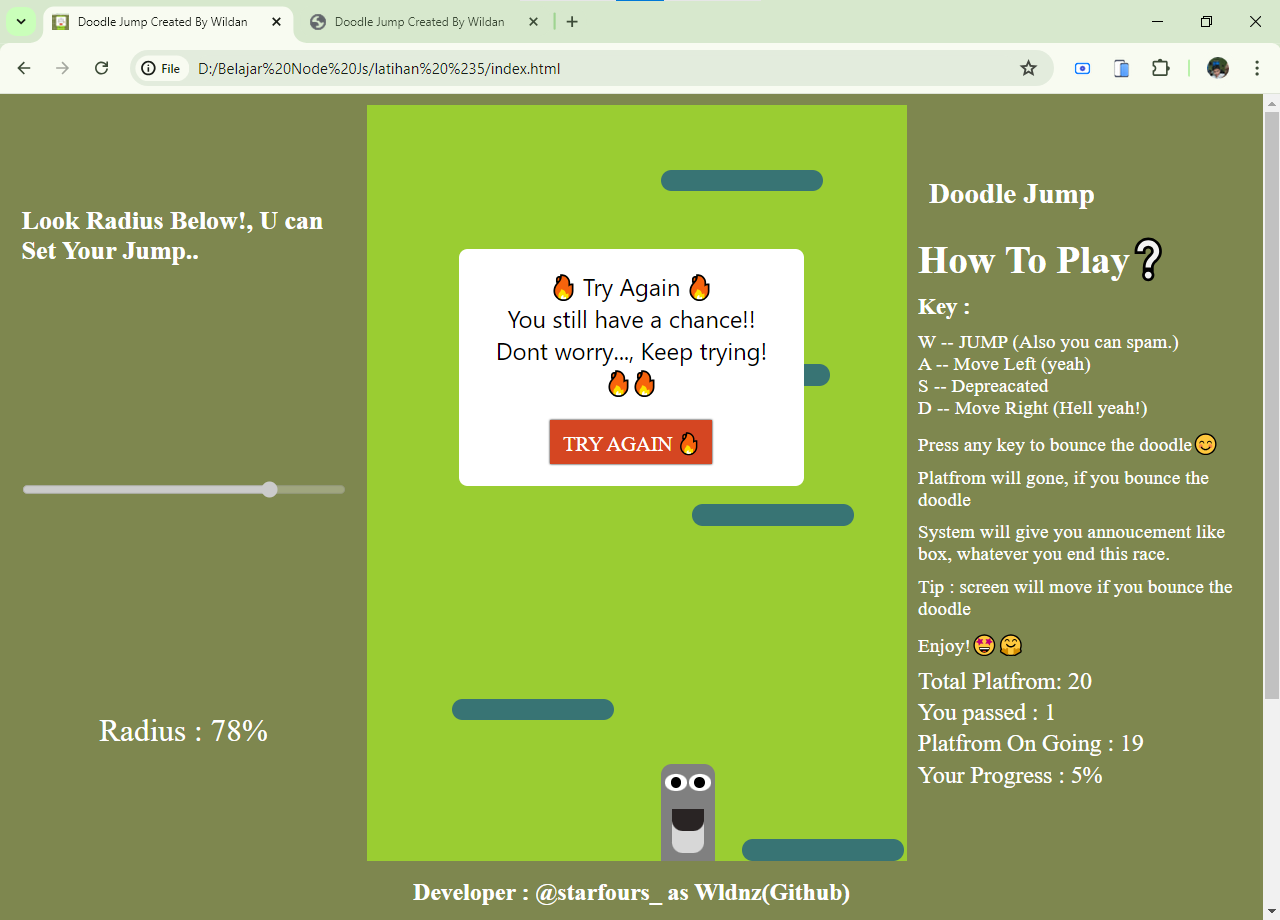 Doodle Jump Created By Wildan
Doodle Jump Created By Wildan
File
D:/Belajar%20Node%20Js/latihan%20%235/index.html
Look Radius Below!, U can
Set Your Jump..
Radius : 78%
🔥 Try Again 🔥
You still have a chance!!
Dont worry..., Keep trying!
🔥🔥
TRY AGAIN 🔥
Doodle Jump
How To Play❔
Key :
W -- JUMP (Also you can spam.)
A -- Move Left (yeah)
S -- Depreacated
D -- Move Right (Hell yeah!)
Press any key to bounce the doodle😊
Platfrom will gone, if you bounce the
doodle
System will give you annoucement like
box, whatever you end this race.
Tip : screen will move if you bounce the
doodle
Enjoy!🤩🤗
Total Platfrom: 20
You passed : 1
Platfrom On Going : 19
Your Progress : 5%
Developer : @starfours_ as Wldnz(Github)